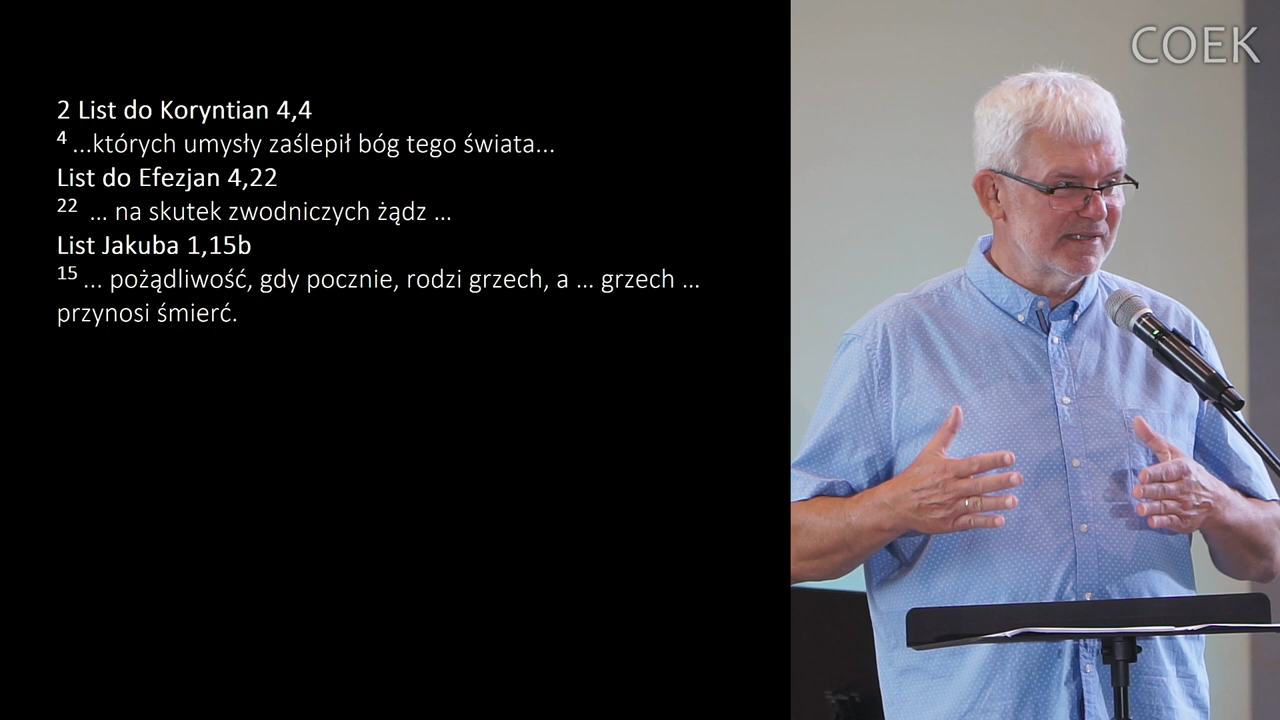 2 List do Koryntian 4,4
4 ...których umysły zaślepił bóg tego świata...
List do Efezjan 4,22
22 ... na skutek zwodniczych żądz ...
List Jakuba 1,15b
15 ... pożądliwość, gdy pocznie, rodzi grzech, a ... grzech ...
przynosi śmierć.
COEK